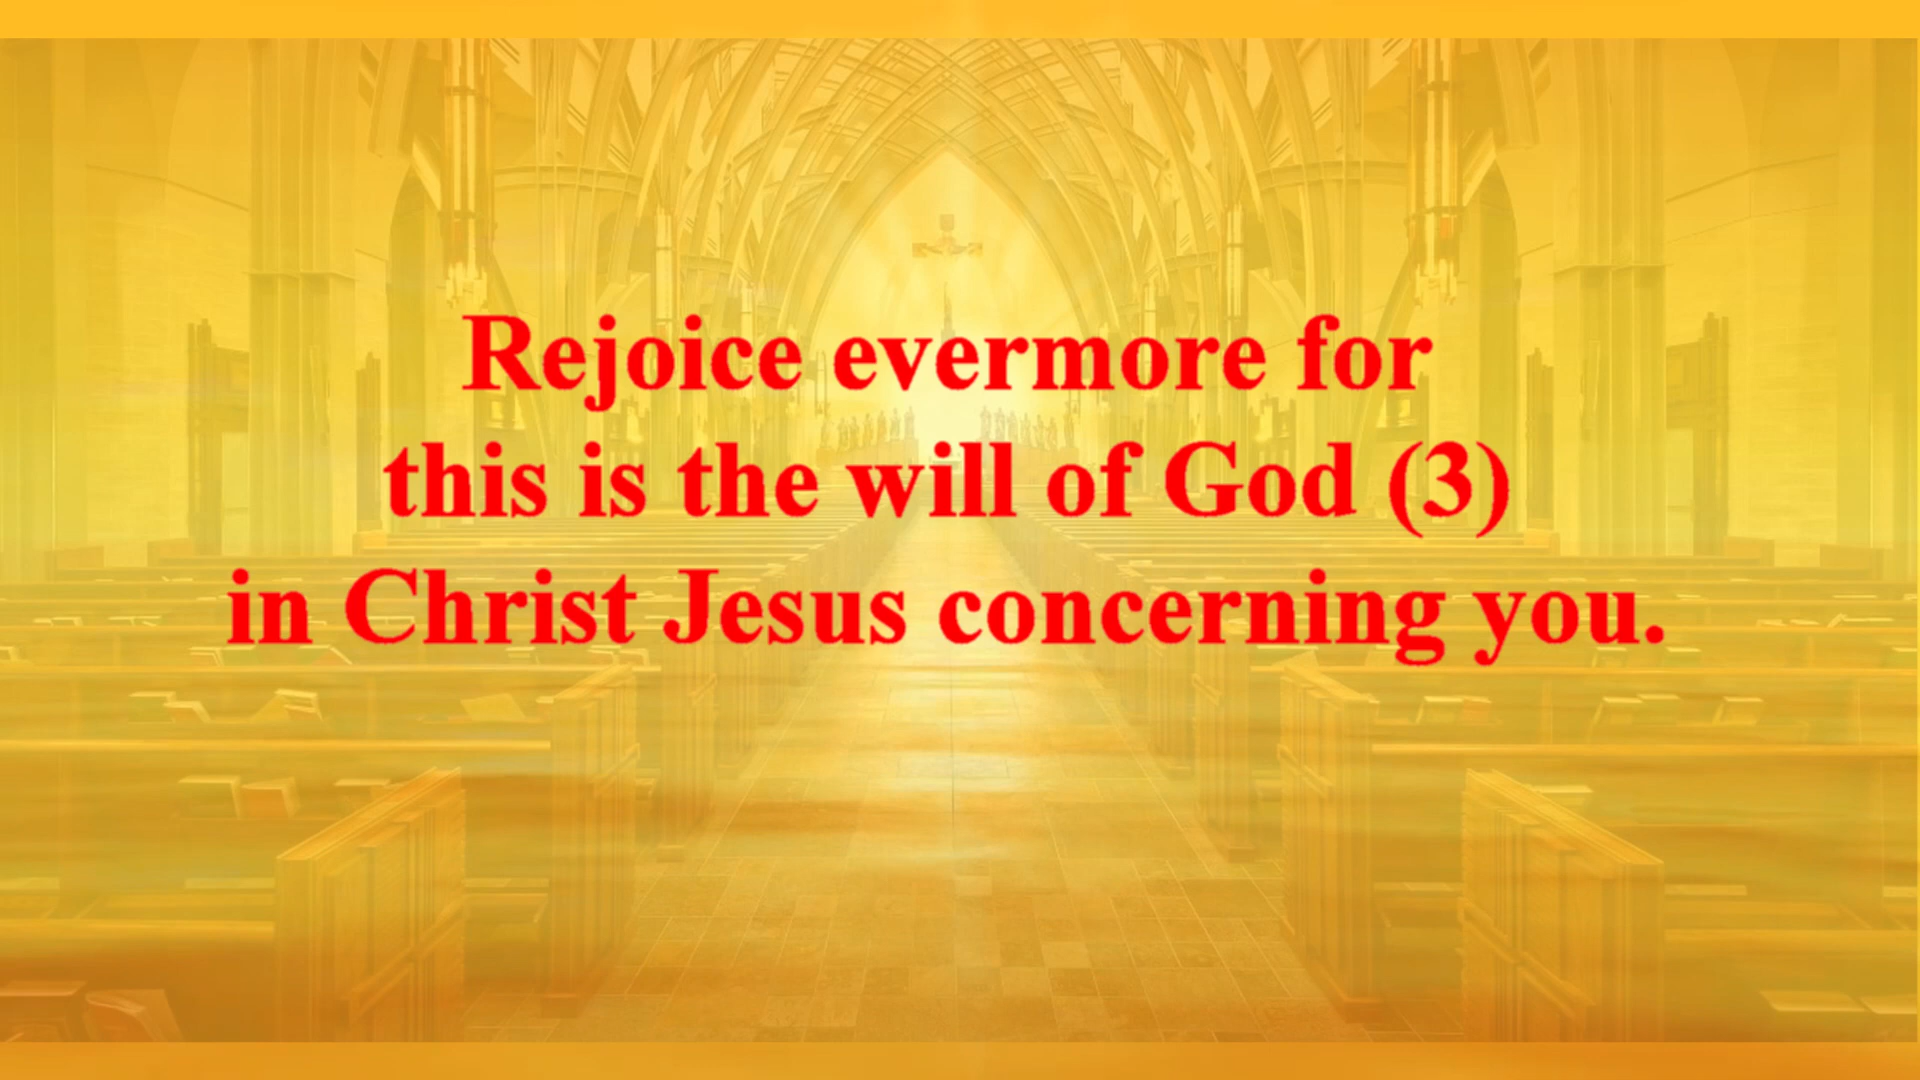 Rejoice evermore for
this is the will of God (3)
in Christ Jesus concerning you.